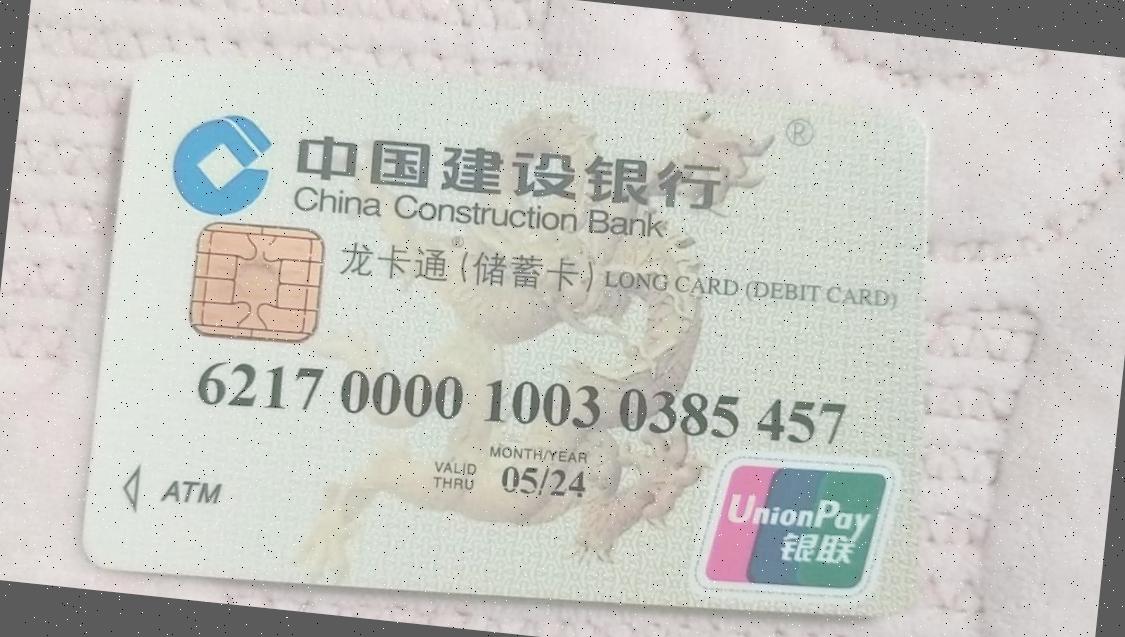 中国建设银行®
China Construction Bank
龙卡通®(储蓄卡) LONG CARD (DEBIT CARD)
6217 0000 1003 0385 457
MONTH/YEAR
VALID THRU 05/24
ATM
UnionPay
银联